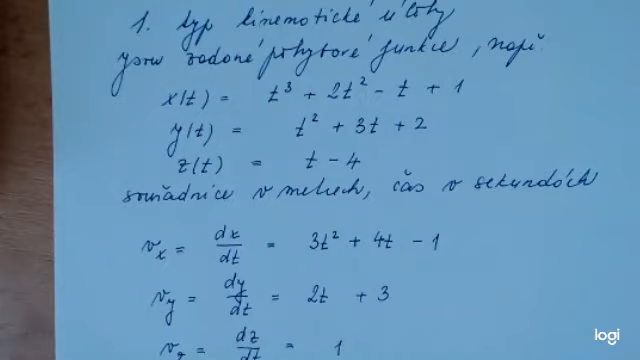 1. typ kinematické úlohy
jsou zadané pohybové funkce, např.
x(t) = t³ + 2t² - t + 1
y(t) = t² + 3t + 2
z(t) = t - 4
souřadnice v metrech, čas v sekundách
vₓ = dx/dt = 3t² + 4t - 1
v_y = dy/dt = 2t + 3
v_z = dz/dt = 1
logi